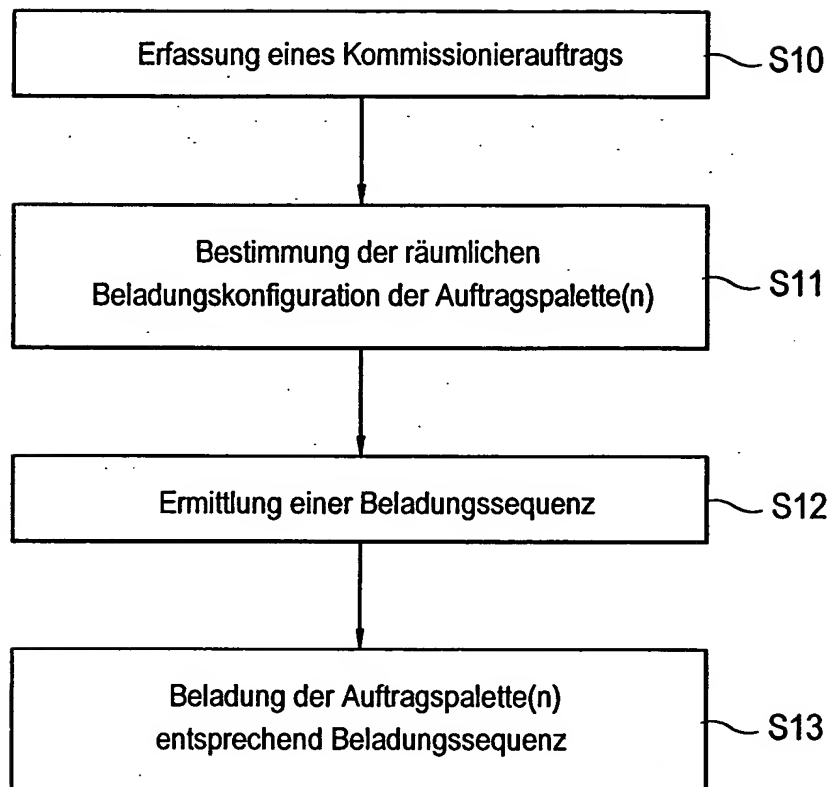 Erfassung eines Kommissionierauftrags
S10
Bestimmung der räumlichen
Beladungskonfiguration der Auftragspalette(n)
S11
Ermittlung einer Beladungssequenz
S12
Beladung der Auftragspalette(n)
entsprechend Beladungssequenz
S13